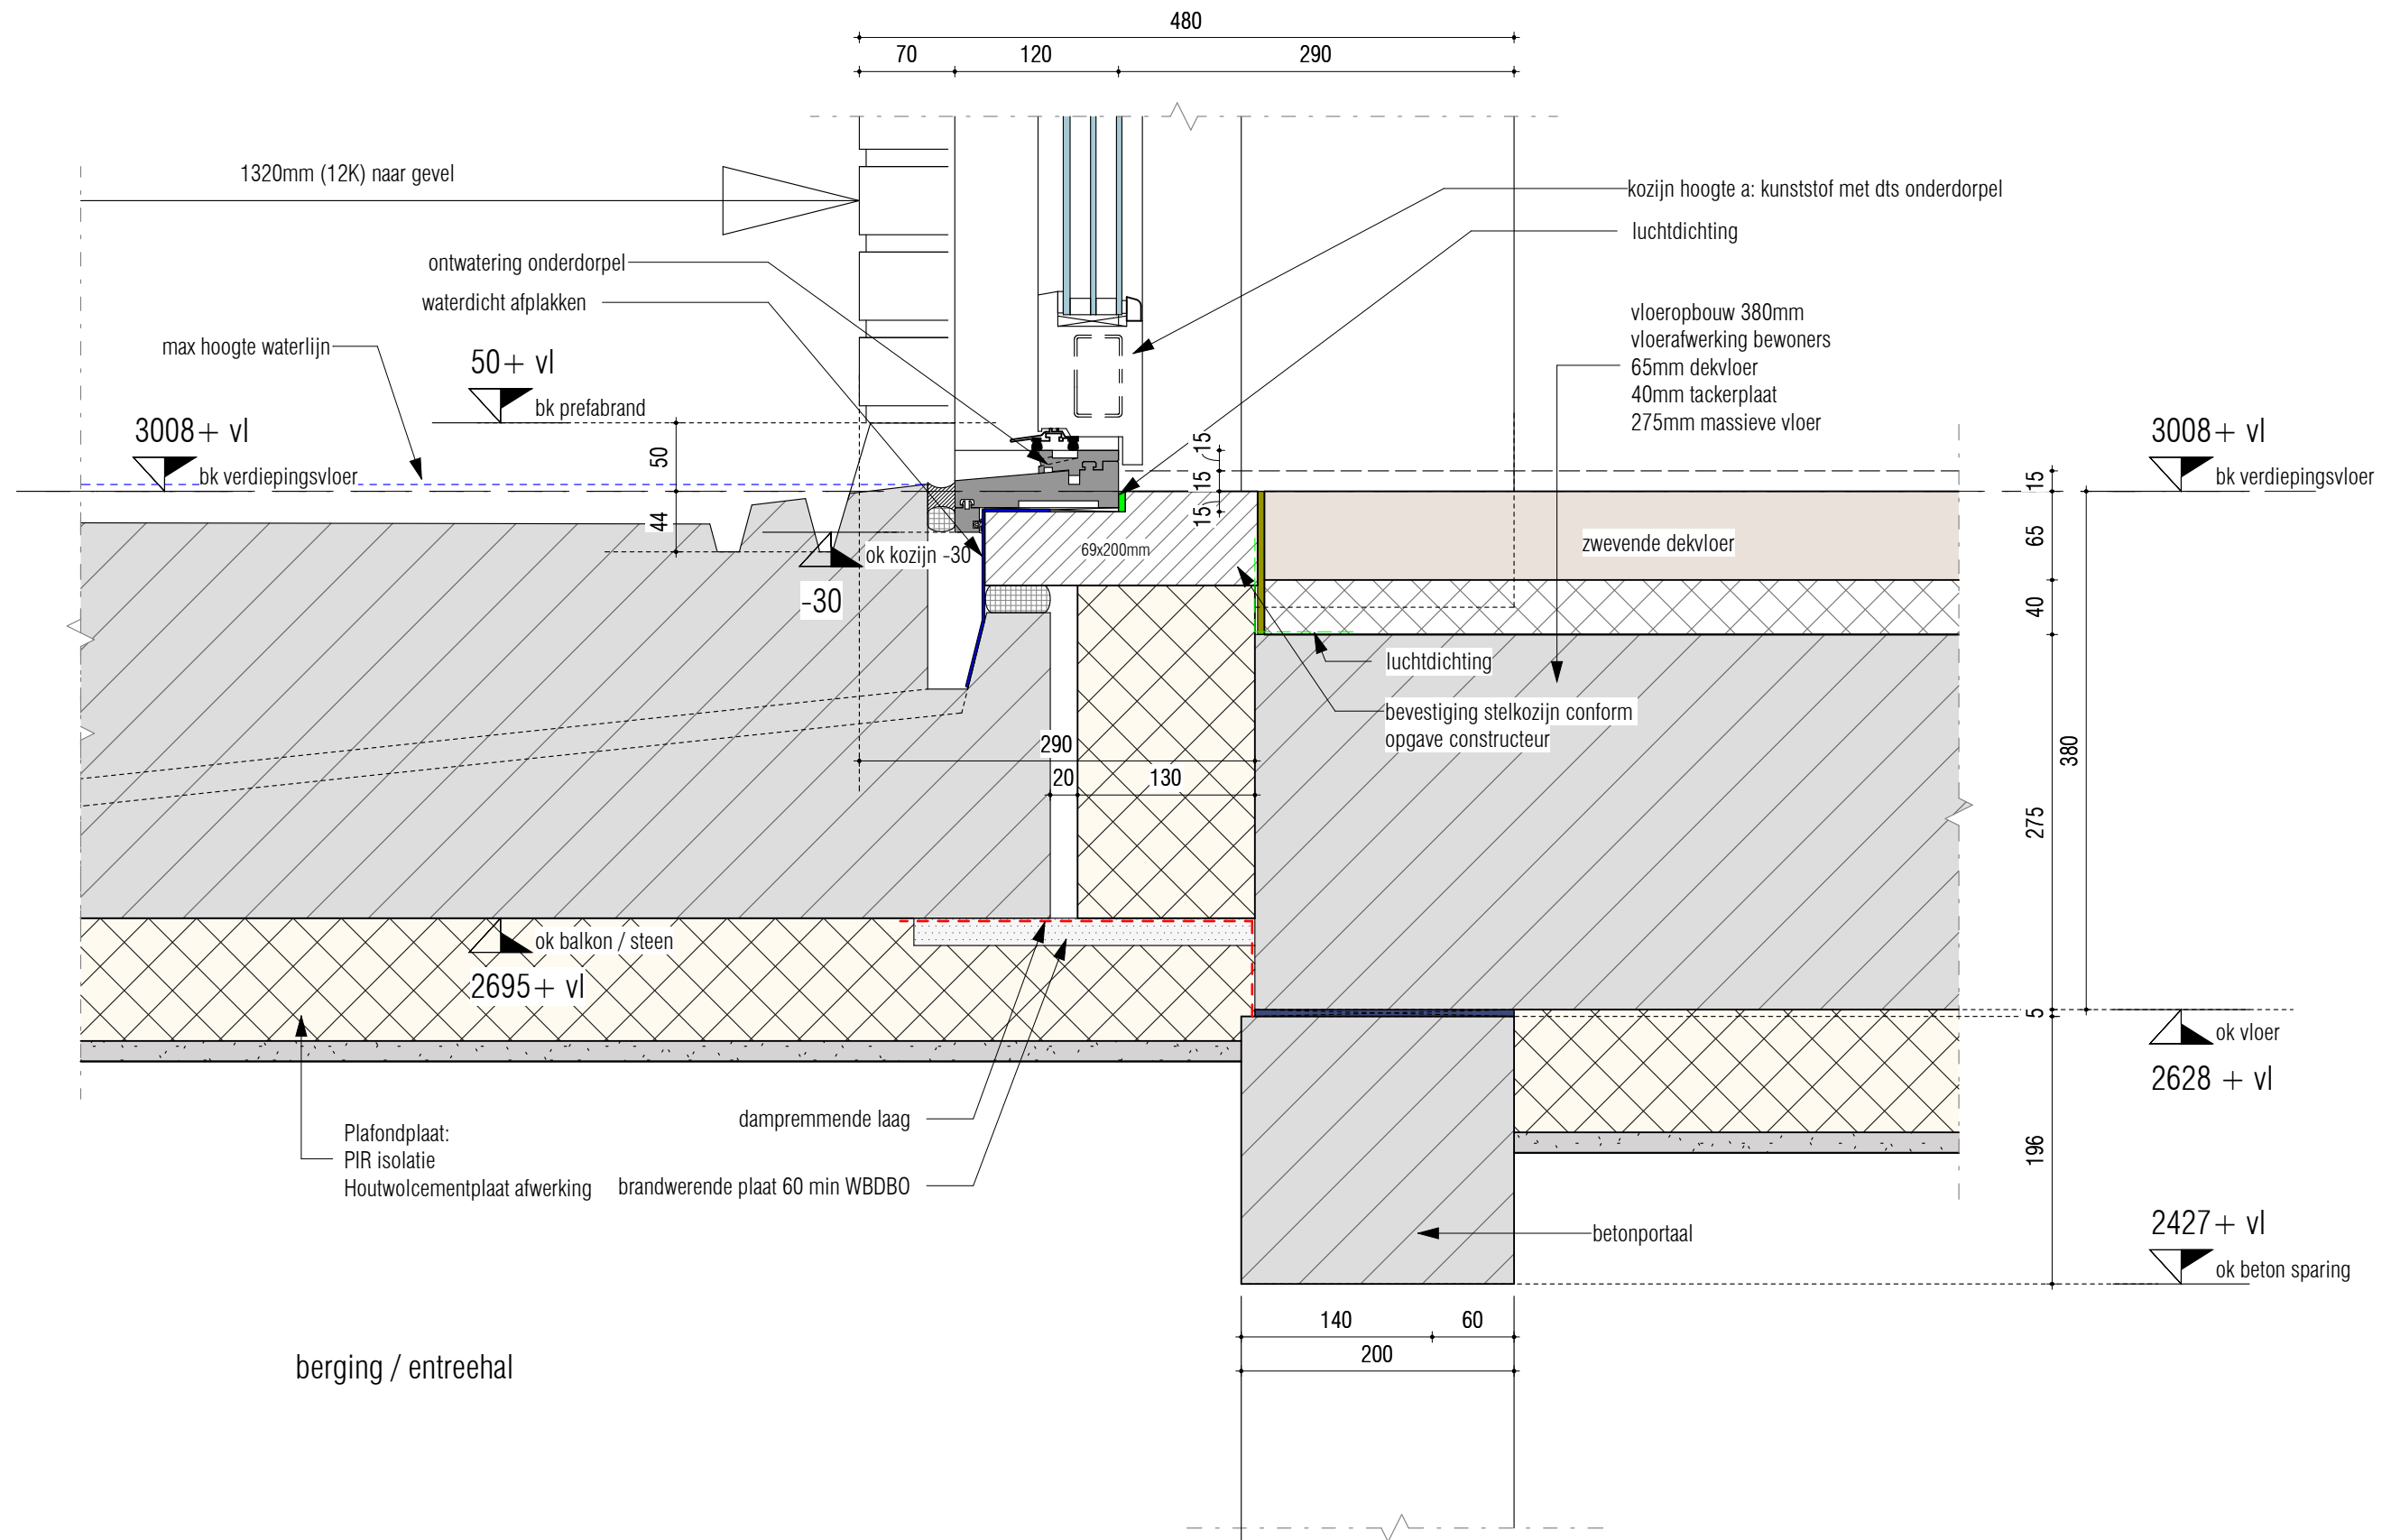 480
70
120
290
1320mm (12K) naar gevel
kozijn hoogte a: kunststof met dts onderdorpel
luchtdichting
ontwatering onderdorpel
waterdicht afplakken
vloeropbouw 380mm
vloerafwerking bewoners
65mm dekvloer
40mm tackerplaat
275mm massieve vloer
max hoogte waterlijn
50+ vl
bk prefabrand
3008+ vl
bk verdiepingsvloer
3008+ vl
bk verdiepingsvloer
50
44
15
15
15
15
65
40
275
380
5
196
ok kozijn -30
-30
69x200mm
zwevende dekvloer
luchtdichting
bevestiging stelkozijn conform
opgave constructeur
290
20
130
ok balkon / steen
2695+ vl
ok vloer
2628 + vl
dampremmende laag
Plafondplaat:
PIR isolatie
Houtwolcementplaat afwerking
brandwerende plaat 60 min WBDBO
betonportaal
2427+ vl
ok beton sparing
140
60
200
berging / entreehal